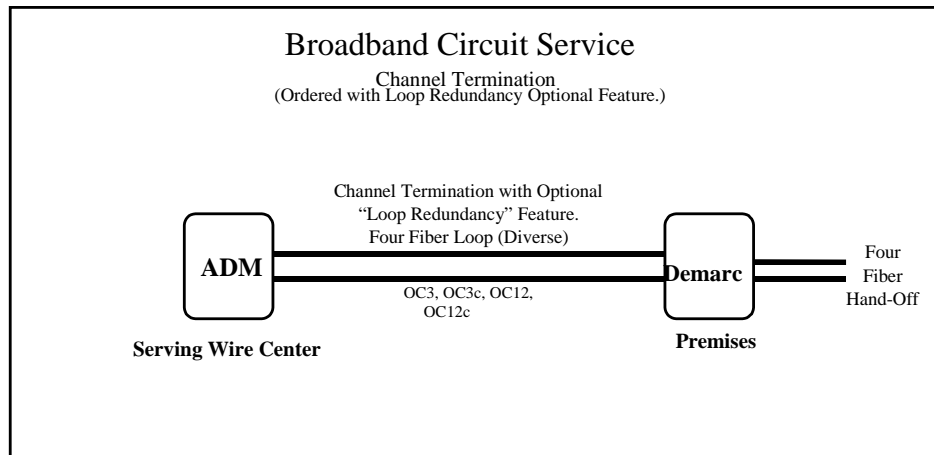 Broadband Circuit Service
Channel Termination
(Ordered with Loop Redundancy Optional Feature.)
Channel Termination with Optional
“Loop Redundancy” Feature.
Four Fiber Loop (Diverse)
ADM
Demarc
Four
Fiber
Hand-Off
OC3, OC3c, OC12,
OC12c
Serving Wire Center
Premises